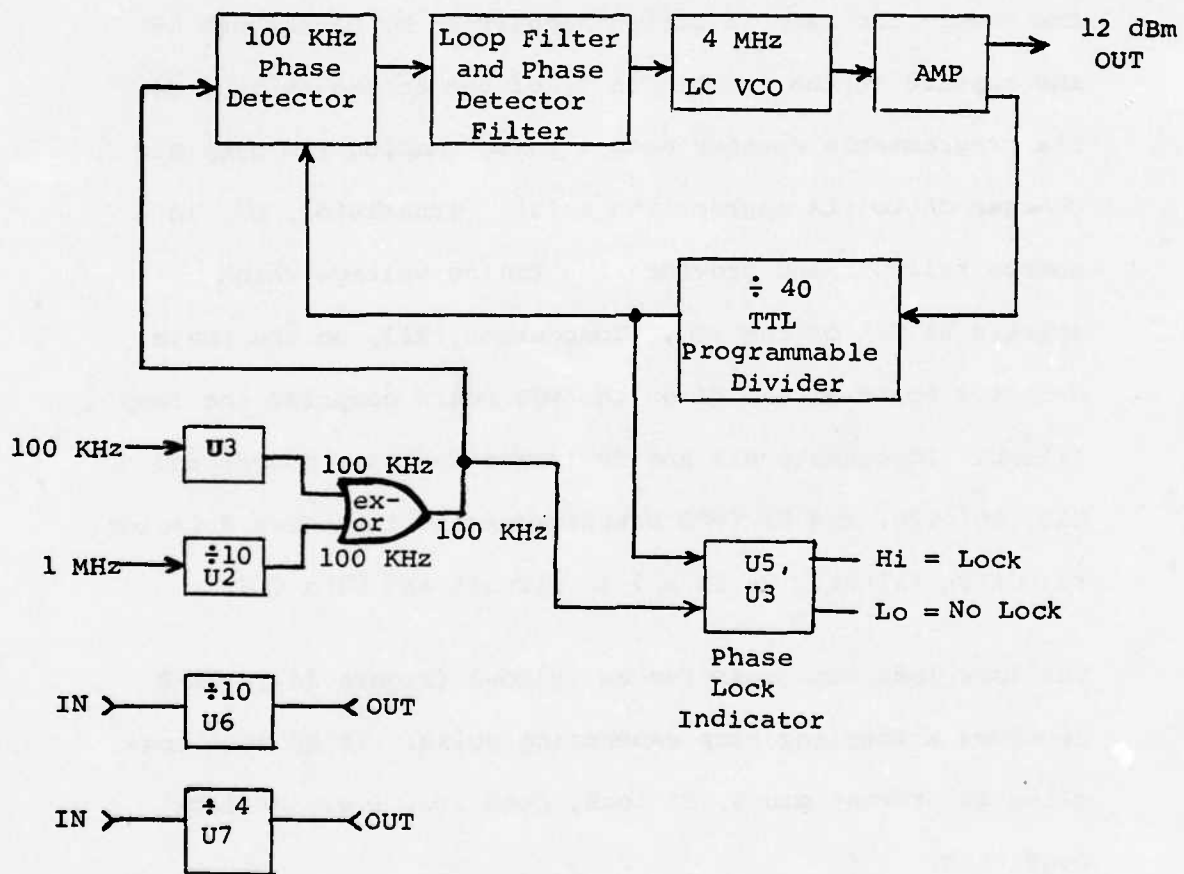 100 KHz
Phase
Detector
Loop Filter
and Phase
Detector
Filter
4 MHz
LC VCO
AMP
12 dBm
OUT
÷ 40
TTL
Programmable
Divider
100 KHz
U3
100 KHz
ex-
or
100 KHz
100 KHz
1 MHz
÷10
U2
U5,
U3
Hi = Lock
Lo = No Lock
Phase
Lock
Indicator
IN
÷10
U6
OUT
IN
÷ 4
U7
OUT